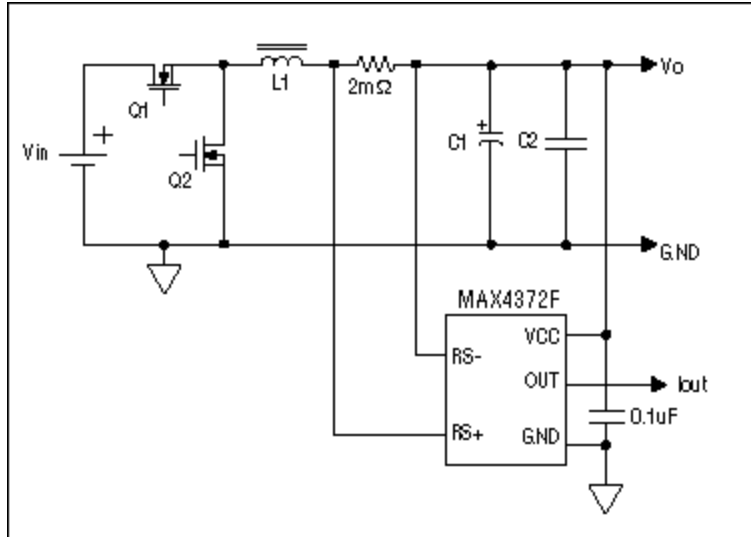 Vo
2mΩ
L1
Q1
+
Vin
Q2
+
C1
C2
GND
MAX4372F
VCC
RS-
OUT
Iout
0.1uF
RS+
GND